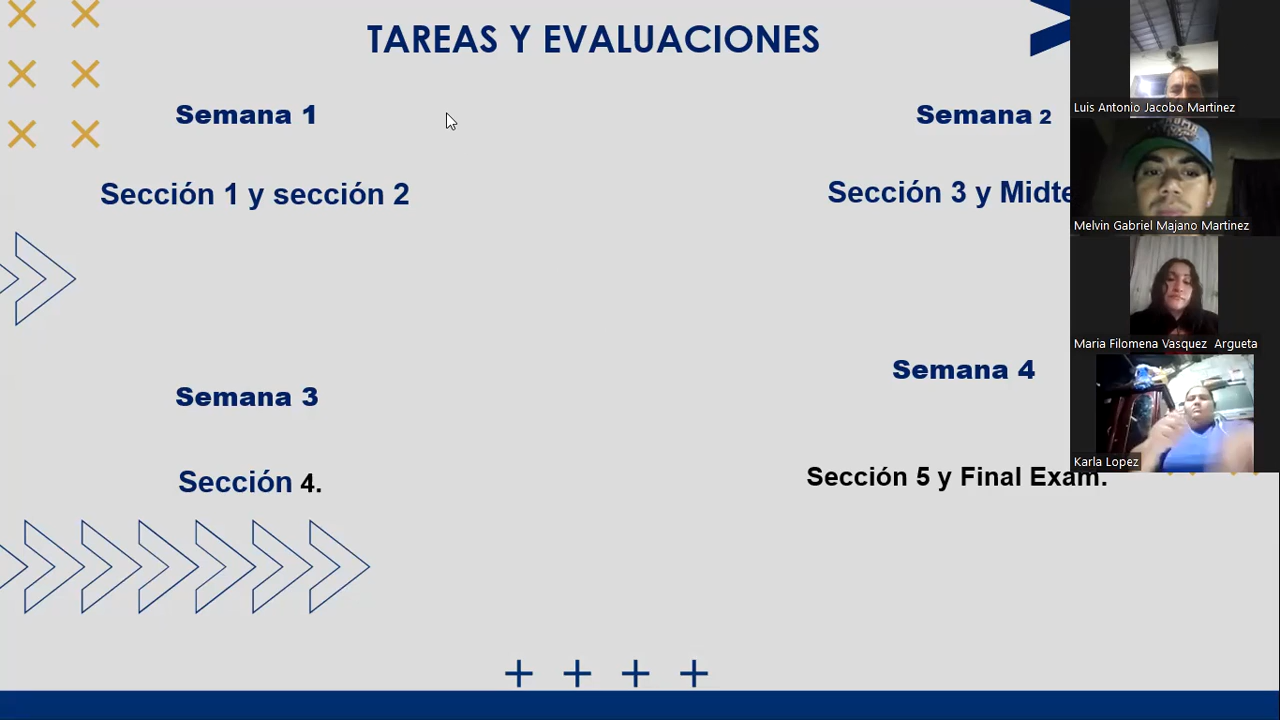 TAREAS Y EVALUACIONES
Semana 1
Semana 2
Sección 1 y sección 2
Sección 3 y
Semana 3
Semana 4
Sección 4.
Sección 5 y Final Exam.
Luis Antonio Jacobo Martinez
Melvin Gabriel Majano Martinez
Maria Filomena Vasquez Argueta
Karla Lopez